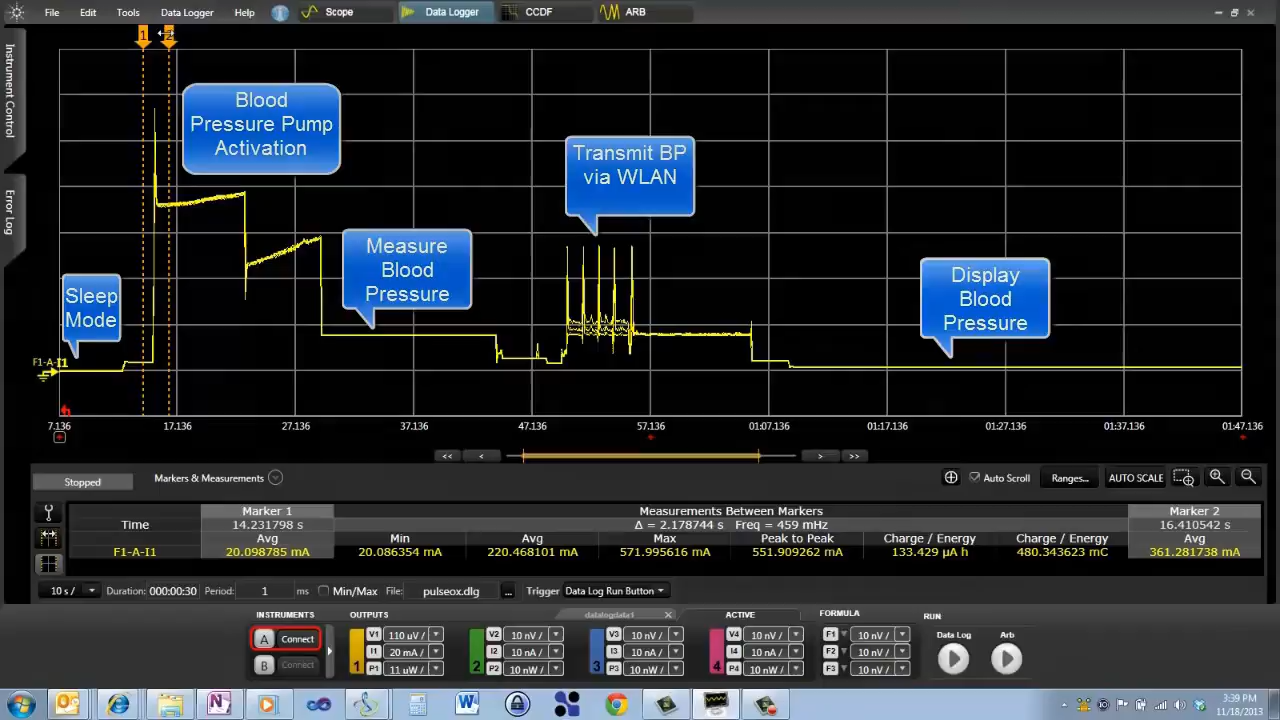 File Edit Tools Data Logger Help Scope Data Logger CCDF ARB
Instrument Control
Error Log
1 2
Blood
Pressure Pump
Activation
Transmit BP
via WLAN
Measure
Blood
Pressure
Display
Blood
Pressure
Sleep
Mode
F1-A-I1
7.136 17.136 27.136 37.136 47.136 57.136 01:07.136 01:17.136 01:27.136 01:37.136 01:47.136
<< < > >>
Stopped Markers & Measurements Auto Scroll Ranges... AUTO SCALE
Marker 1 Measurements Between Markers Marker 2
Time 14.231798 s Δ = 2.178744 s Freq = 459 mHz 16.410542 s
Avg Min Avg Max Peak to Peak Charge / Energy Charge / Energy Avg
F1-A-I1 20.098785 mA 20.086354 mA 220.468101 mA 571.995616 mA 551.909262 mA 133.429 µA h 480.343623 mC 361.281738 mA
10 s / Duration: 000:00:30 Period: 1 ms Min/Max File: pulseox.dlg ... Trigger Data Log Run Button
INSTRUMENTS OUTPUTS datalogdata1 ACTIVE FORMULA RUN
A Connect V1 110 uV / V2 10 nV / V3 10 nV / V4 10 nV / F1 10 nV / Data Log Arb
I1 20 mA / I2 10 nA / I3 10 nA / I4 10 nA / F2 10 nV /
B Connect 1 P1 11 uW / 2 P2 10 nW / 3 P3 10 nW / 4 P4 10 nW / F3 10 nV /
3:39 PM
11/18/2013